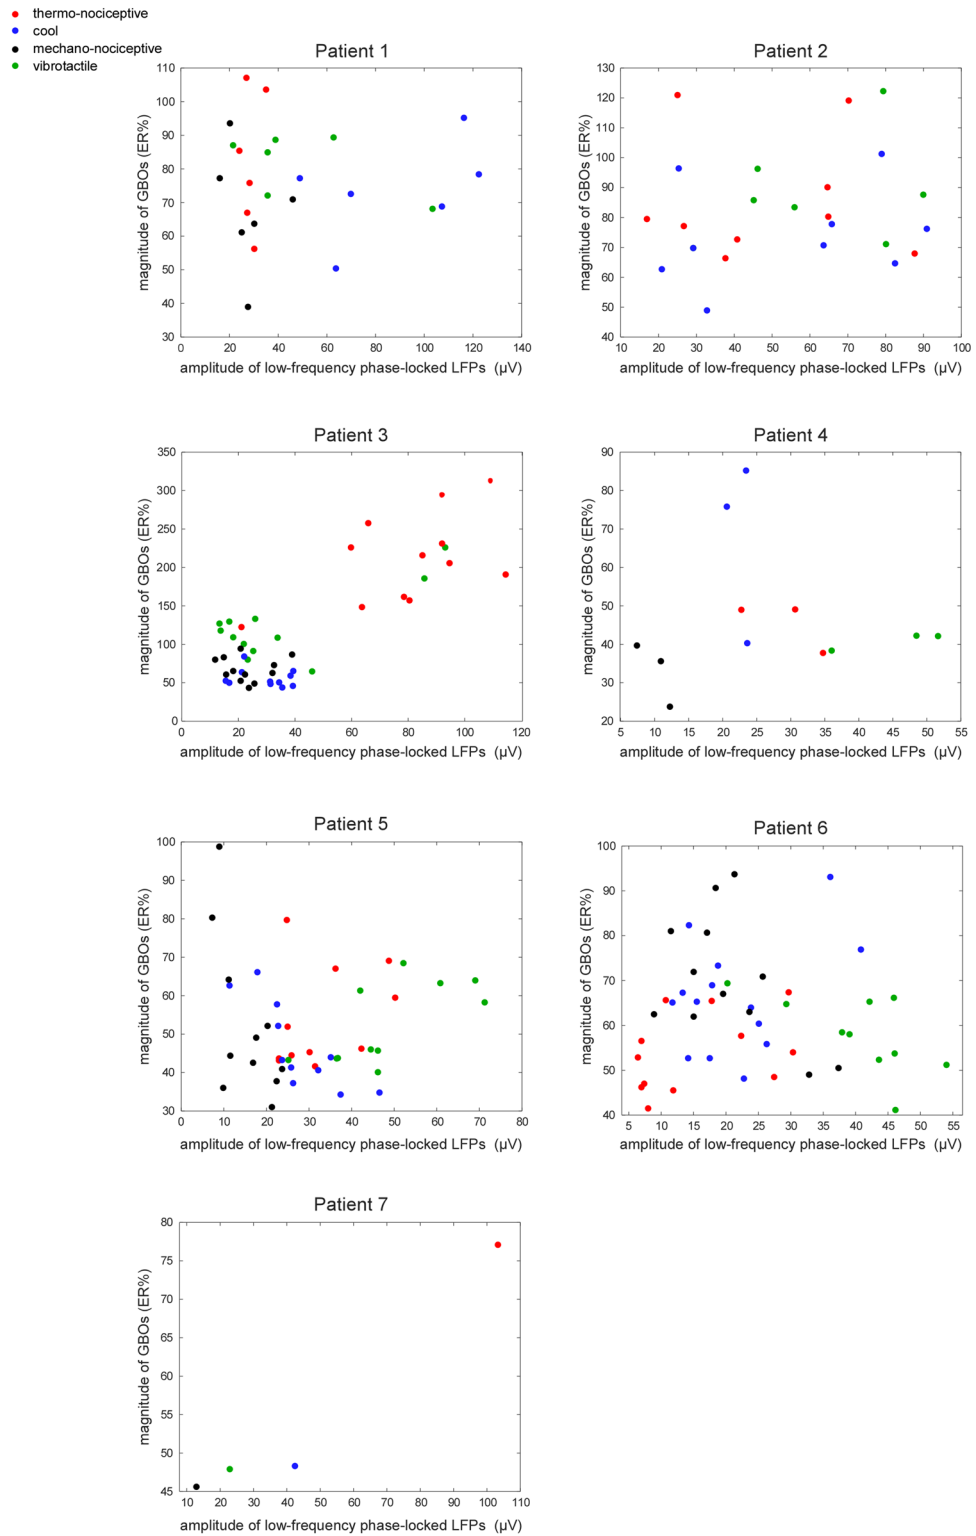 thermo-nociceptive
cool
mechano-nociceptive
vibrotactile
Patient 1
magnitude of GBOs (ER%)
110
100
90
80
70
60
50
40
30
0 20 40 60 80 100 120 140
amplitude of low-frequency phase-locked LFPs (µV)
Patient 2
magnitude of GBOs (ER%)
130
120
110
100
90
80
70
60
50
40
10 20 30 40 50 60 70 80 90 100
amplitude of low-frequency phase-locked LFPs (µV)
Patient 3
magnitude of GBOs (ER%)
350
300
250
200
150
100
50
0
0 20 40 60 80 100 120
amplitude of low-frequency phase-locked LFPs (µV)
Patient 4
magnitude of GBOs (ER%)
90
80
70
60
50
40
30
20
5 10 15 20 25 30 35 40 45 50 55
amplitude of low-frequency phase-locked LFPs (µV)
Patient 5
magnitude of GBOs (ER%)
100
90
80
70
60
50
40
30
0 10 20 30 40 50 60 70 80
amplitude of low-frequency phase-locked LFPs (µV)
Patient 6
magnitude of GBOs (ER%)
100
90
80
70
60
50
40
5 10 15 20 25 30 35 40 45 50 55
amplitude of low-frequency phase-locked LFPs (µV)
Patient 7
magnitude of GBOs (ER%)
80
75
70
65
60
55
50
45
10 20 30 40 50 60 70 80 90 100 110
amplitude of low-frequency phase-locked LFPs (µV)